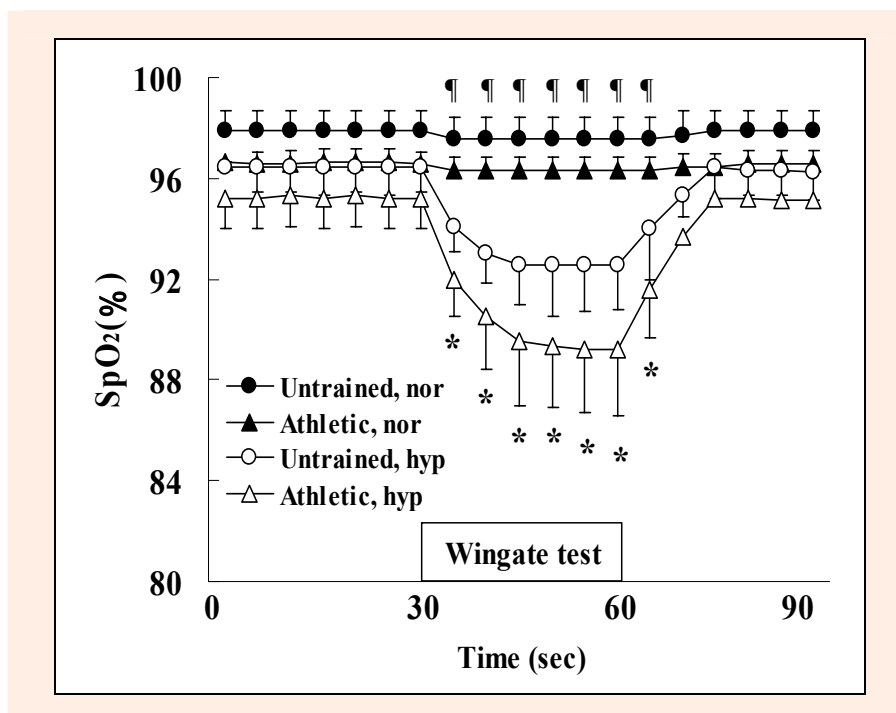 100
¶ ¶ ¶ ¶ ¶ ¶ ¶
96
92
SpO₂(%)
* *
88
Untrained, nor
* * * * *
Athletic, nor
Untrained, hyp
84
Athletic, hyp
Wingate test
80
0 30 60 90
Time (sec)